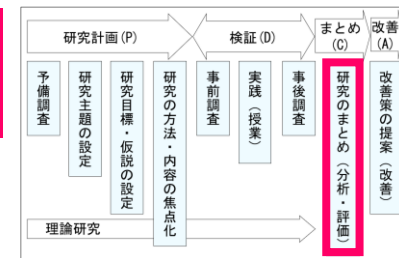 研究計画(P)
検証(D)
まとめ
(C)
改善
(A)
予備調査
研究主題の設定
研究目標・仮説の設定
研究の方法・内容の焦点化
事前調査
実践（授業）
事後調査
研究のまとめ（分析・評価）
改善策の提案（改善）
理論研究